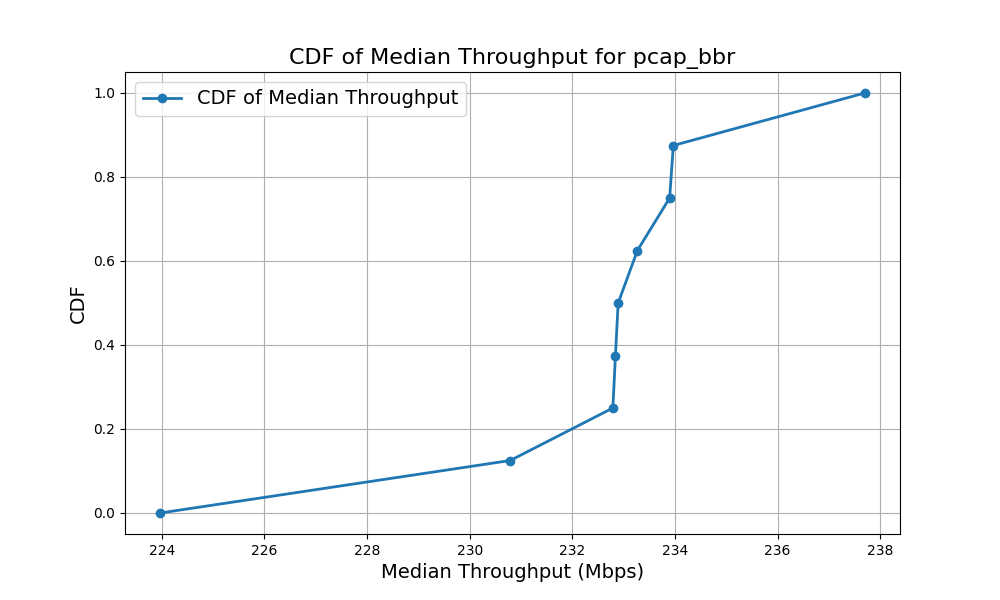 CDF of Median Throughput for pcap_bbr
CDF of Median Throughput
1.0
0.8
0.6
0.4
0.2
0.0
CDF
224 226 228 230 232 234 236 238
Median Throughput (Mbps)